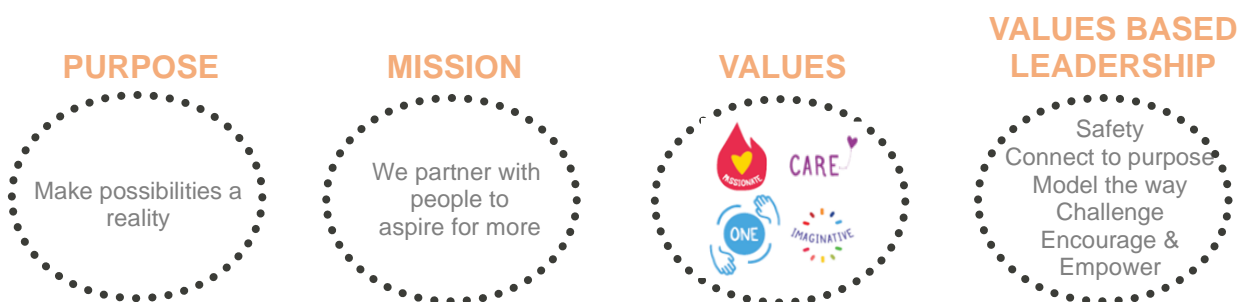 PURPOSE
Make possibilities a
reality
MISSION
We partner with
people to
aspire for more
VALUES
PASSIONATE
CARE
ONE
IMAGINATIVE
VALUES BASED
LEADERSHIP
Safety
Connect to purpose
Model the way
Challenge
Encourage &
Empower